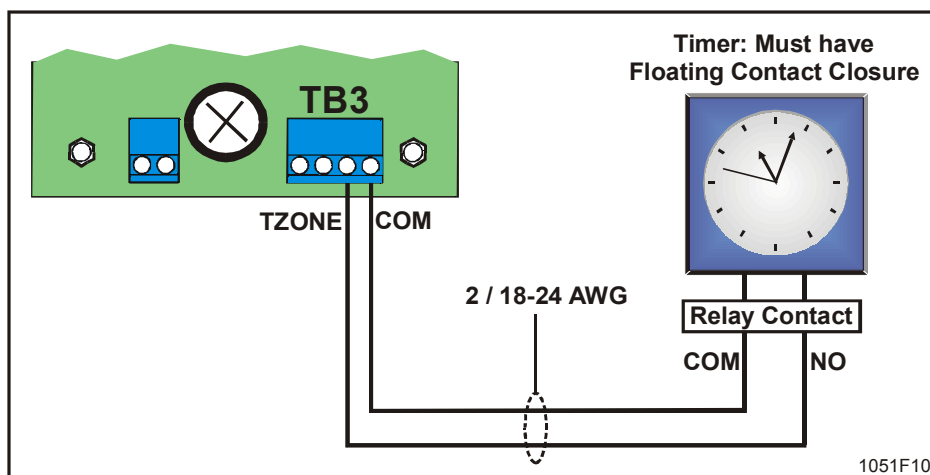 Timer: Must have
Floating Contact Closure
TB3
TZONE
COM
2 / 18-24 AWG
Relay Contact
COM
NO
1051F10